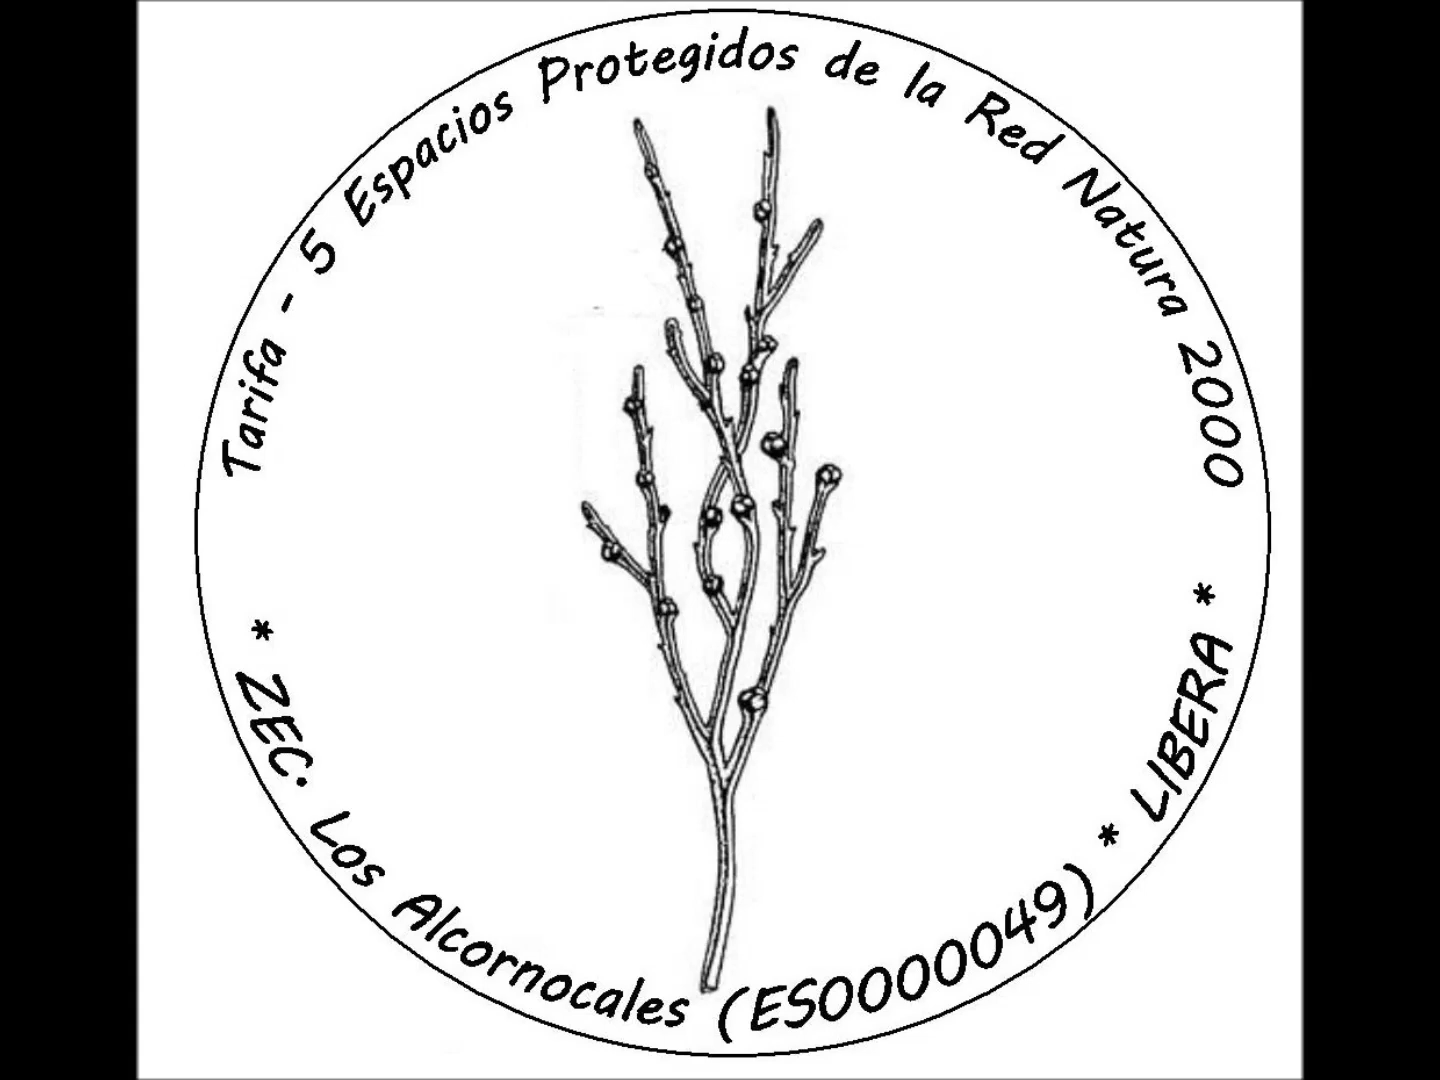 Tarifa - 5 Espacios Protegidos de la Red Natura 2000
* ZEC. Los Alcornocales (ES0000049) * LIBERA *